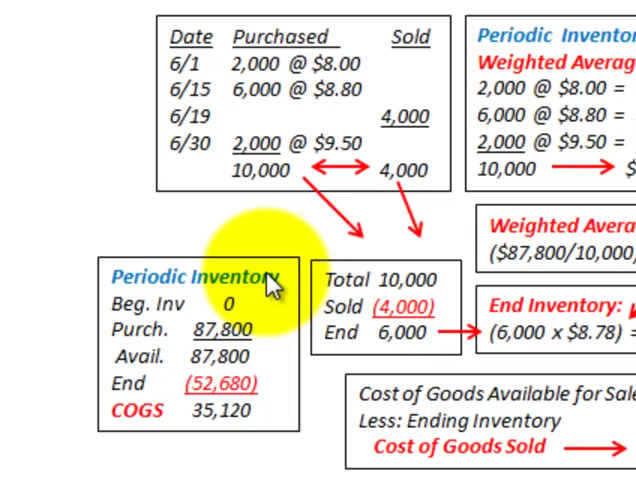 Date Purchased Sold
6/1 2,000 @ $8.00
6/15 6,000 @ $8.80
6/19 4,000
6/30 2,000 @ $9.50
10,000 4,000
Periodic
Weighted
2,000 @ $8.00 =
6,000 @ $8.80 =
2,000 @ $9.50 =
10,000 $
Weighted
($87,800/10,000)
Periodic Inventory
Beg. Inv 0
Purch. 87,800
Avail. 87,800
End (52,680)
COGS 35,120
Total 10,000
Sold (4,000)
End 6,000
End Inventory:
(6,000 x $8.78) =
Cost of Goods Available for
Less: Ending Inventory
Cost of Goods Sold